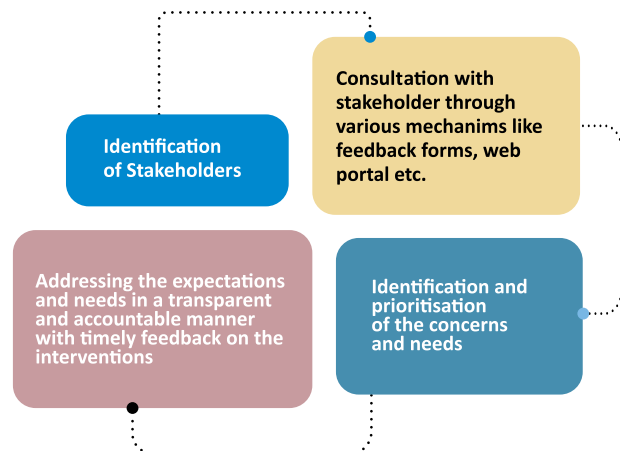 Identification
of Stakeholders
Consultation with
stakeholder through
various mechanims like
feedback forms, web
portal etc.
Identification and
prioritisation
of the concerns
and needs
Addressing the expectations
and needs in a transparent
and accountable manner
with timely feedback on the
interventions